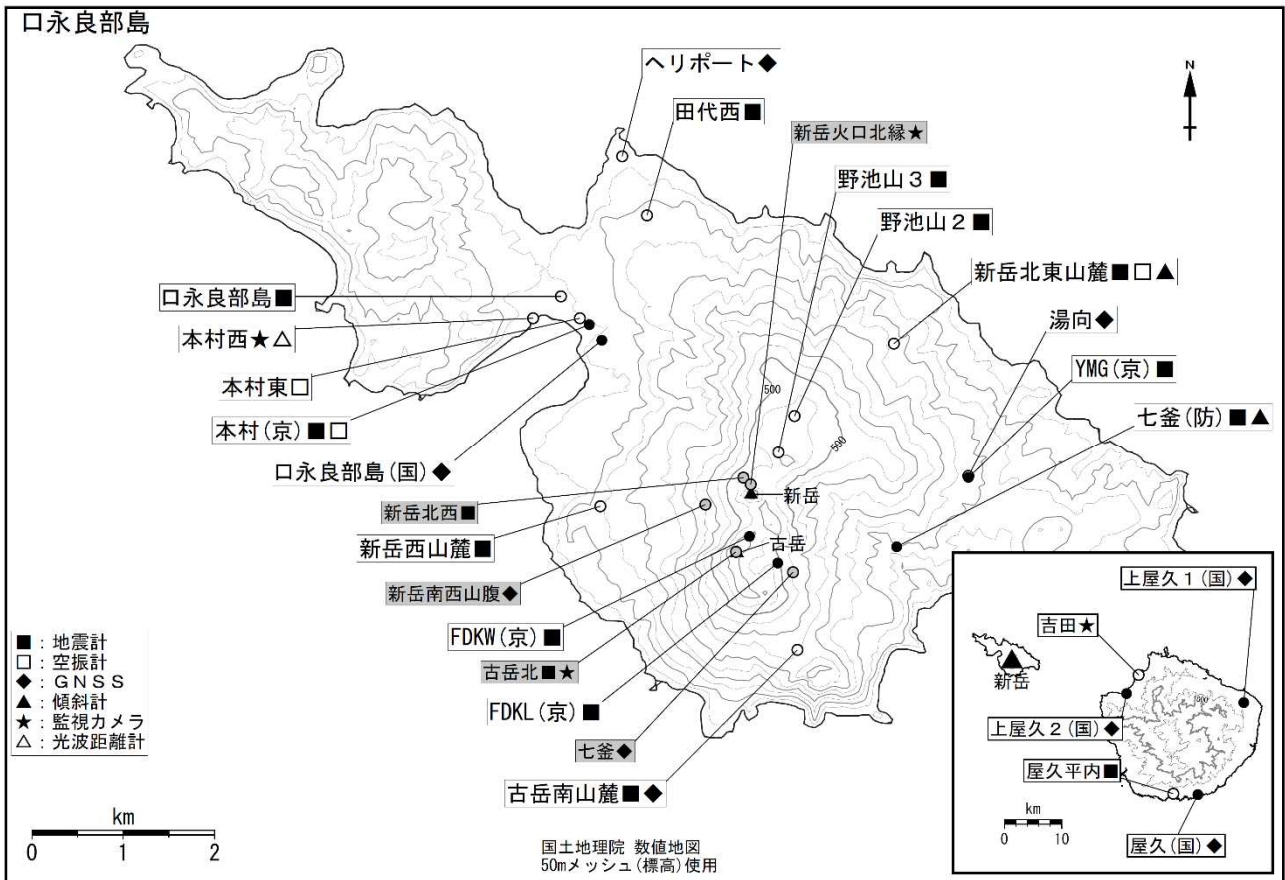 口永良部島
N
ヘリポート◆
田代西■
新岳火口北縁★
野池山3■
野池山2■
新岳北東山麓■□▲
口永良部島■
湯向◆
本村西★△
YMG(京)■
本村東□
500
七釜(防)■▲
本村(京)■□
500
口永良部島(国)◆
新岳
新岳北西■
新岳西山麓■
古岳
新岳南西山腹◆
FDKW(京)■
古岳北■★
FDKL(京)■
七釜◆
古岳南山麓■◆
■:地震計
□:空振計
◆:GNSS
▲:傾斜計
★:監視カメラ
△:光波距離計
km
0 1 2
国土地理院 数値地図
50mメッシュ(標高)使用
上屋久1(国)◆
吉田★
新岳
1000
上屋久2(国)◆
屋久平内■
km
0 10
屋久(国)◆